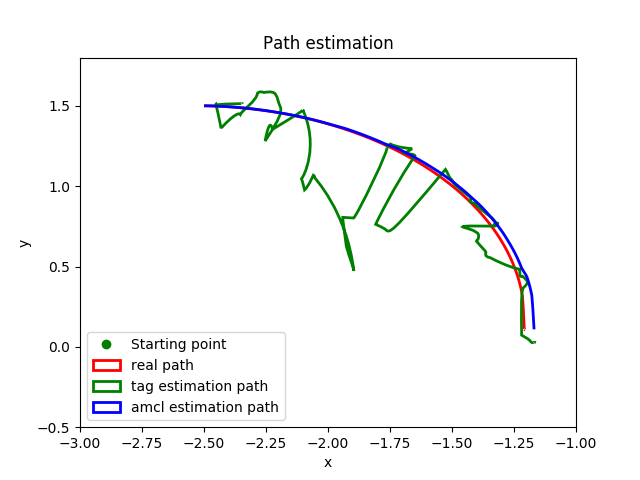 Path estimation
y
1.5
1.0
0.5
0.0
−0.5
Starting point
real path
tag estimation path
amcl estimation path
−3.00 −2.75 −2.50 −2.25 −2.00 −1.75 −1.50 −1.25 −1.00
x